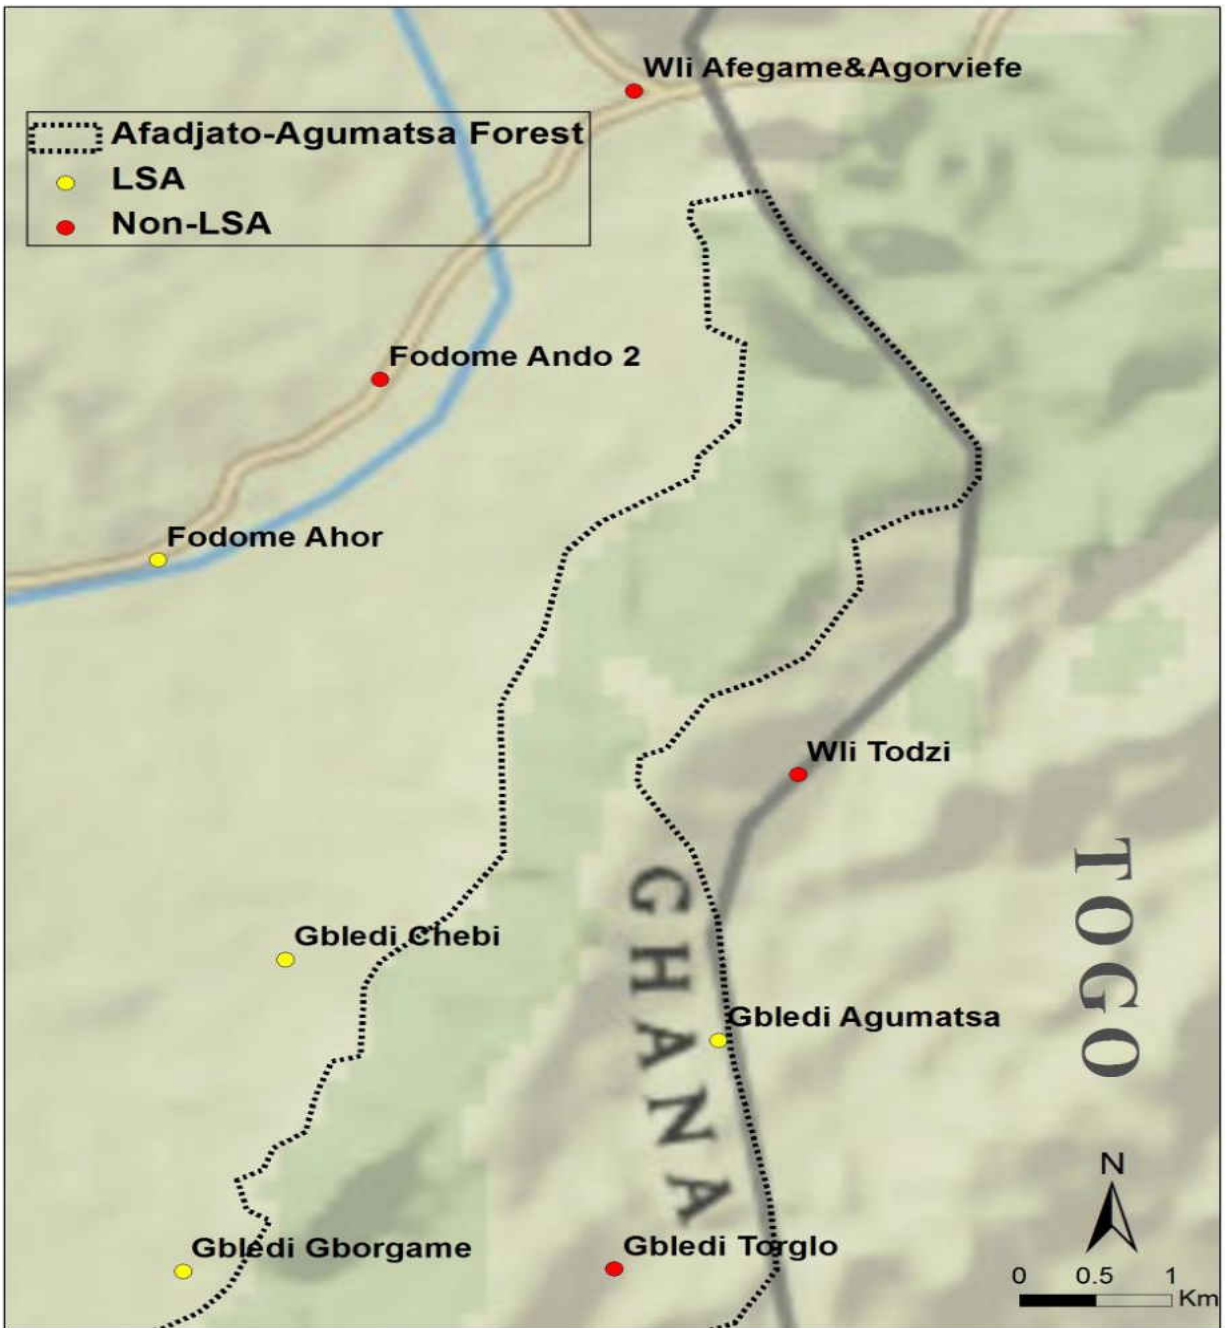 Wli Afegame&Agorviefe
Afadjato-Agumatsa Forest
LSA
Non-LSA
Fodome Ando 2
Fodome Ahor
Wli Todzi
GHANA
TOGO
Gbledi Chebi
Gbledi Agumatsa
N
Gbledi Gborgame
Gbledi Torglo
0 0.5 1
Km